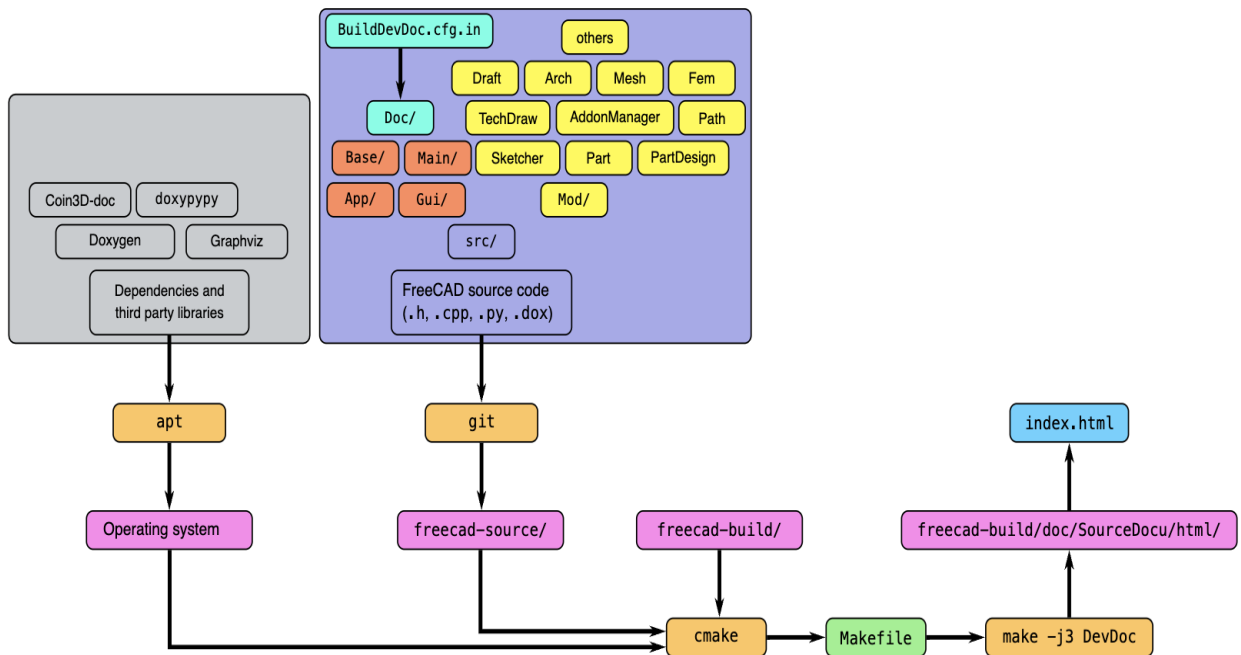 BuildDevDoc.cfg.in
others
Draft
Arch
Mesh
Fem
Doc/
TechDraw
AddonManager
Path
Base/
Main/
Sketcher
Part
PartDesign
Coin3D-doc
doxypypy
App/
Gui/
Mod/
Doxygen
Graphviz
src/
Dependencies and
third party libraries
FreeCAD source code
(.h, .cpp, .py, .dox)
apt
git
index.html
Operating system
freecad-source/
freecad-build/
freecad-build/doc/SourceDocu/html/
cmake
Makefile
make -j3 DevDoc